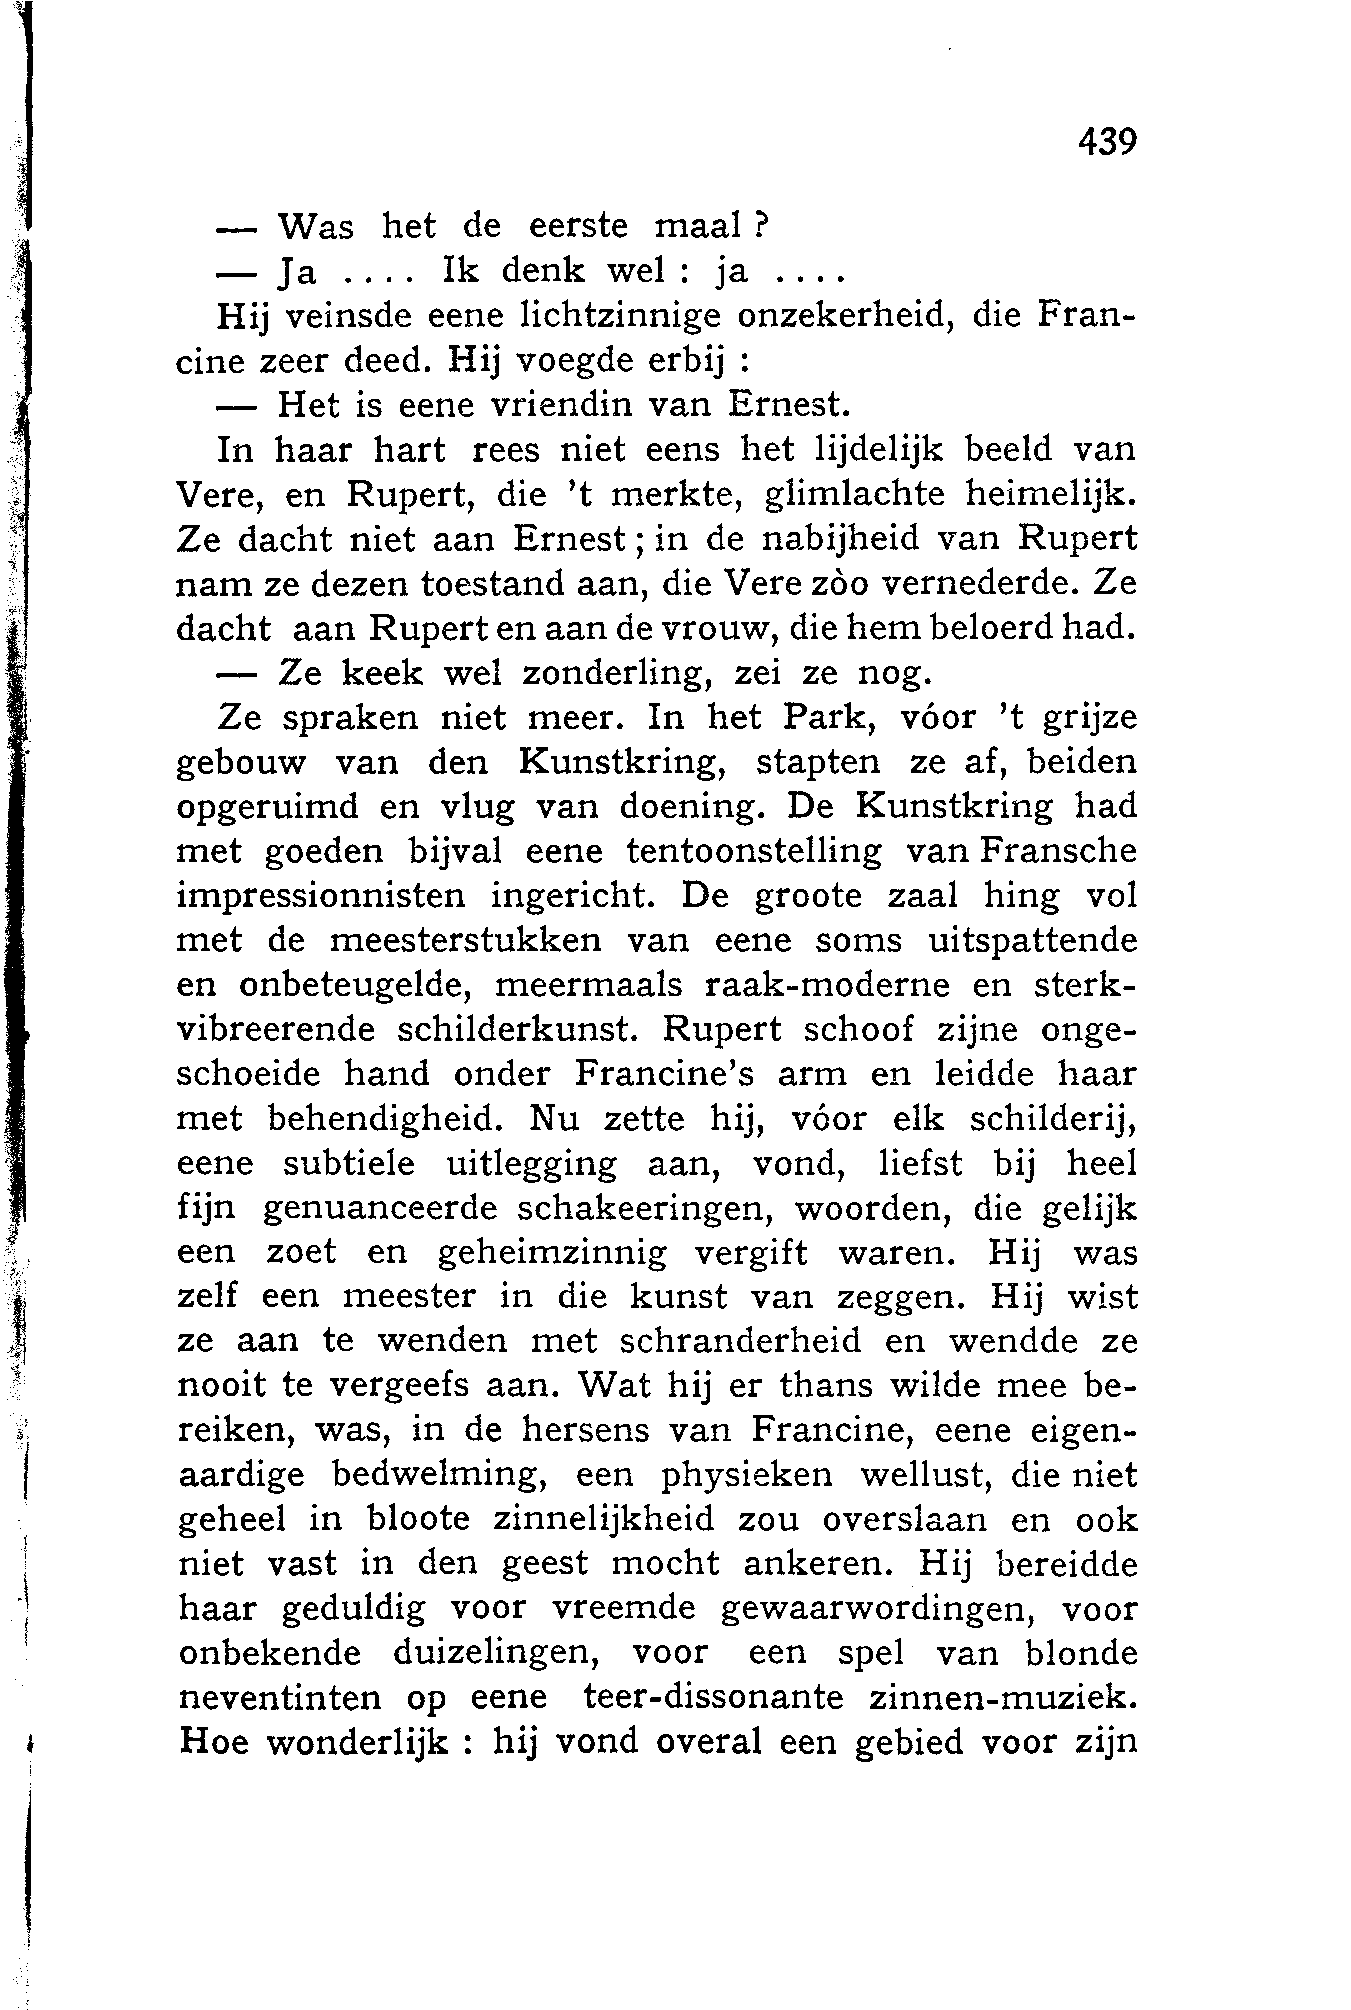 439
— Was het de eerste maal ?
— Ja .... Ik denk wel : ja ....
Hij veinsde eene lichtzinnige onzekerheid, die Fran-
cine zeer deed. Hij voegde erbij :
— Het is eene vriendin van Ernest.
In haar hart rees niet eens het lijdelijk beeld van
Vere, en Rupert, die 't merkte, glimlachte heimelijk.
Ze dacht niet aan Ernest ; in de nabijheid van Rupert
nam ze dezen toestand aan, die Vere zòo vernederde. Ze
dacht aan Rupert en aan de vrouw, die hem beloerd had.
— Ze keek wel zonderling, zei ze nog.
Ze spraken niet meer. In het Park, vóor 't grijze
gebouw van den Kunstkring, stapten ze af, beiden
opgeruimd en vlug van doening. De Kunstkring had
met goeden bijval eene tentoonstelling van Fransche
impressionnisten ingericht. De groote zaal hing vol
met de meesterstukken van eene soms uitspattende
en onbeteugelde, meermaals raak-moderne en sterk-
vibreerende schilderkunst. Rupert schoof zijne onge-
schoeide hand onder Francine's arm en leidde haar
met behendigheid. Nu zette hij, vóor elk schilderij,
eene subtiele uitlegging aan, vond, liefst bij heel
fijn genuanceerde schakeeringen, woorden, die gelijk
een zoet en geheimzinnig vergift waren. Hij was
zelf een meester in die kunst van zeggen. Hij wist
ze aan te wenden met schranderheid en wendde ze
nooit te vergeefs aan. Wat hij er thans wilde mee be-
reiken, was, in de hersens van Francine, eene eigen-
aardige bedwelming, een physieken wellust, die niet
geheel in bloote zinnelijkheid zou overslaan en ook
niet vast in den geest mocht ankeren. Hij bereidde
haar geduldig voor vreemde gewaarwordingen, voor
onbekende duizelingen, voor een spel van blonde
neventinten op eene teer-dissonante zinnen-muziek.
Hoe wonderlijk : hij vond overal een gebied voor zijn